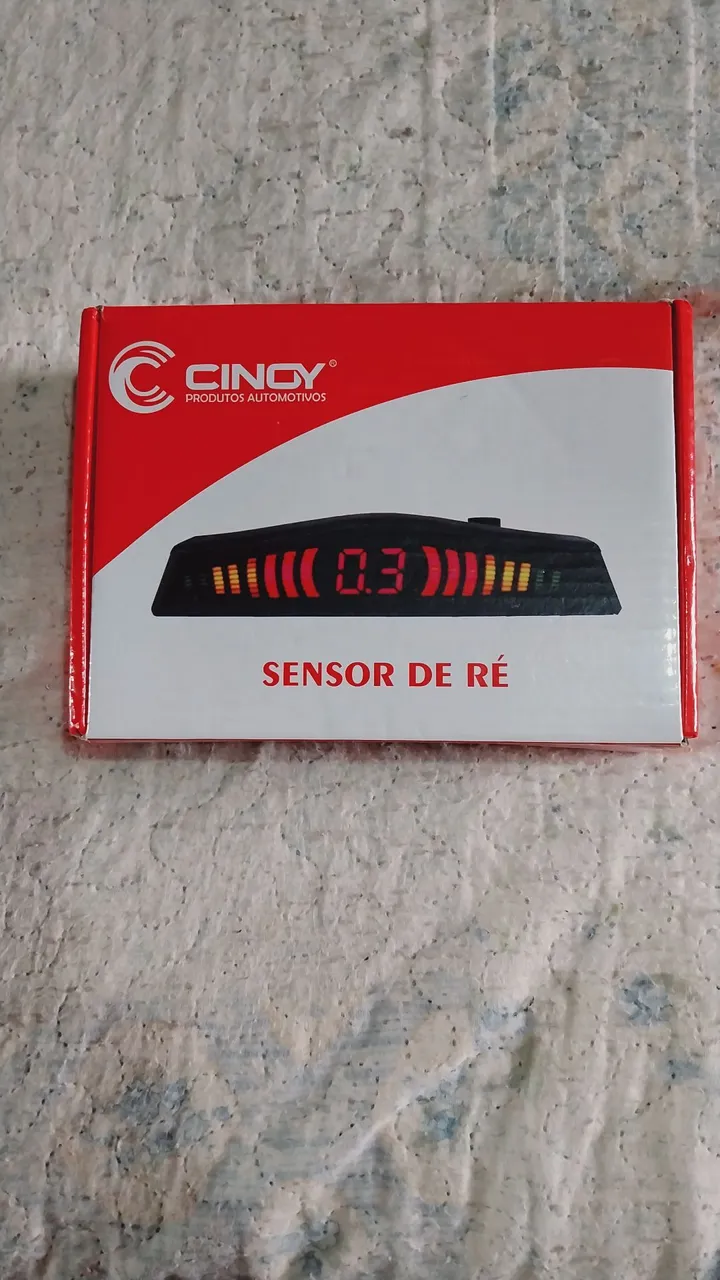 CINOY®
PRODUTOS AUTOMOTIVOS
0.3
SENSOR DE RÉ